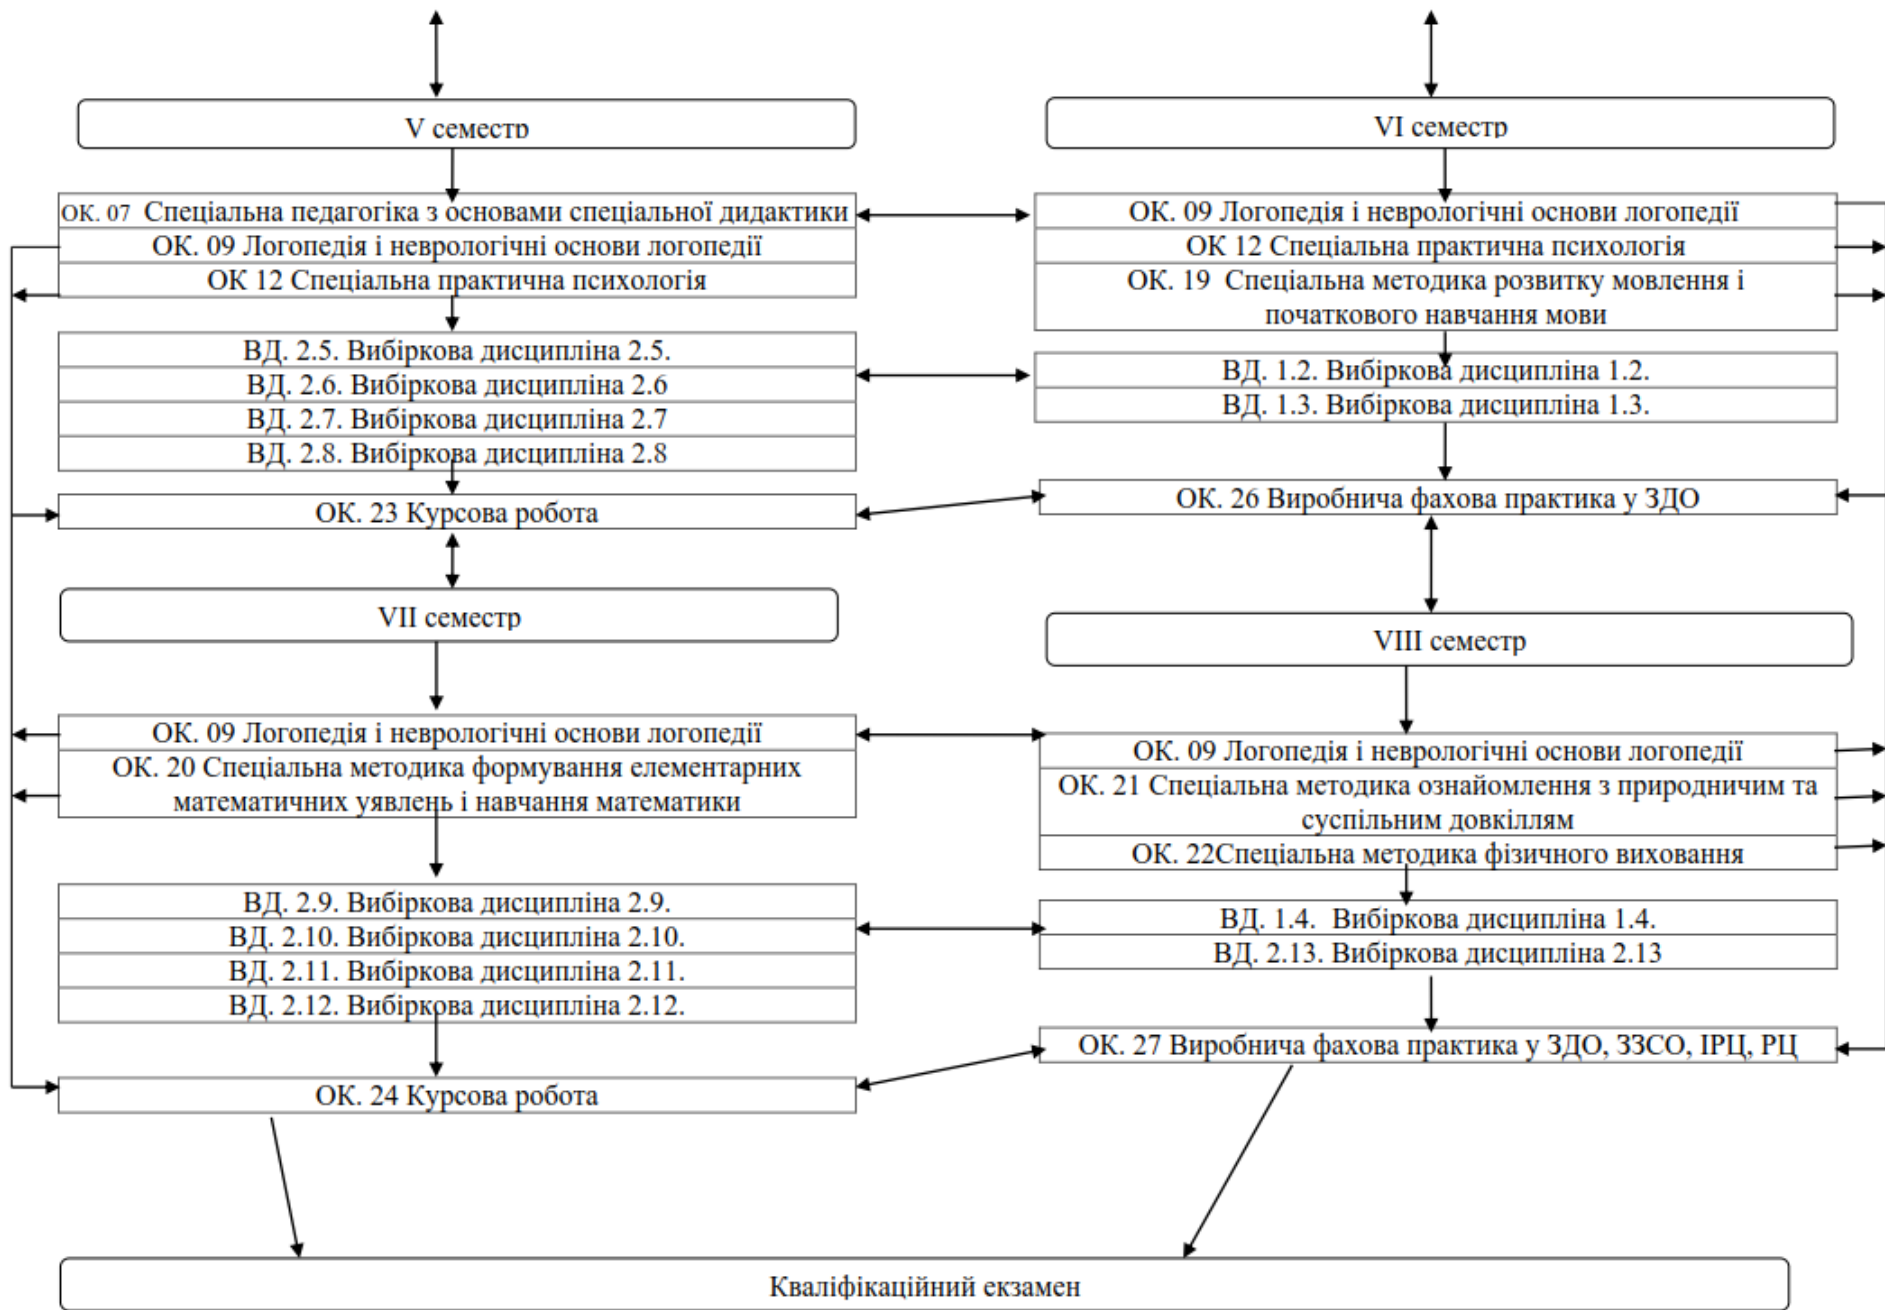 V семестр
ОК. 07 Спеціальна педагогіка з основами спеціальної дидактики
ОК. 09 Логопедія і неврологічні основи логопедії
ОК 12 Спеціальна практична психологія
ВД. 2.5. Вибіркова дисципліна 2.5.
ВД. 2.6. Вибіркова дисципліна 2.6
ВД. 2.7. Вибіркова дисципліна 2.7
ВД. 2.8. Вибіркова дисципліна 2.8
ОК. 23 Курсова робота
VI семестр
ОК. 09 Логопедія і неврологічні основи логопедії
ОК 12 Спеціальна практична психологія
ОК. 19 Спеціальна методика розвитку мовлення і
початкового навчання мови
ВД. 1.2. Вибіркова дисципліна 1.2.
ВД. 1.3. Вибіркова дисципліна 1.3.
ОК. 26 Виробнича фахова практика у ЗДО
VII семестр
ОК. 09 Логопедія і неврологічні основи логопедії
ОК. 20 Спеціальна методика формування елементарних
математичних уявлень і навчання математики
ВД. 2.9. Вибіркова дисципліна 2.9.
ВД. 2.10. Вибіркова дисципліна 2.10.
ВД. 2.11. Вибіркова дисципліна 2.11.
ВД. 2.12. Вибіркова дисципліна 2.12.
ОК. 24 Курсова робота
VIII семестр
ОК. 09 Логопедія і неврологічні основи логопедії
ОК. 21 Спеціальна методика ознайомлення з природничим та
суспільним довкіллям
ОК. 22Спеціальна методика фізичного виховання
ВД. 1.4. Вибіркова дисципліна 1.4.
ВД. 2.13. Вибіркова дисципліна 2.13
ОК. 27 Виробнича фахова практика у ЗДО, ЗЗСО, ІРЦ, РЦ
Кваліфікаційний екзамен